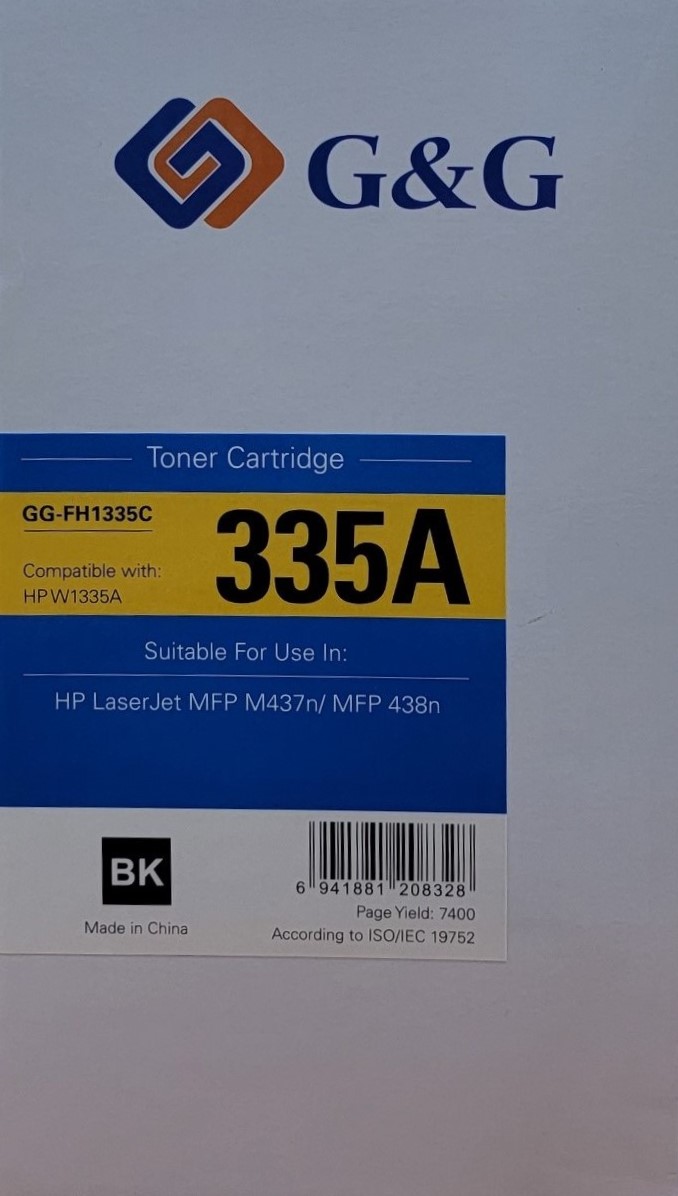 G&G
Toner Cartridge
GG-FH1335C
335A
Compatible with:
HP W1335A
Suitable For Use In:
HP LaserJet MFP M437n/ MFP 438n
BK
Made in China
6 941881 208328
Page Yield: 7400
According to ISO/IEC 19752